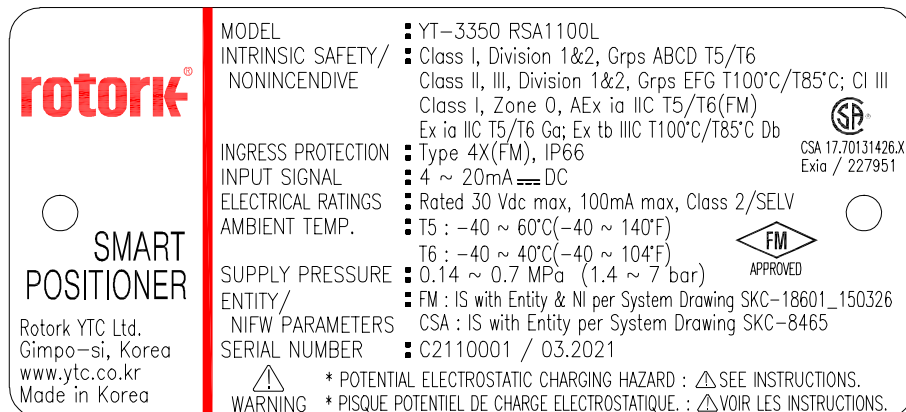 rotork®
SMART
POSITIONER
Rotork YTC Ltd.
Gimpo-si, Korea
www.ytc.co.kr
Made in Korea
MODEL : YT-3350 RSA1100L
INTRINSIC SAFETY/ : Class I, Division 1&2, Grps ABCD T5/T6
NONINCENDIVE Class II, III, Division 1&2, Grps EFG T100°C/T85°C; Cl III
Class I, Zone 0, AEx ia IIC T5/T6(FM)
Ex ia IIC T5/T6 Ga; Ex tb IIIC T100°C/T85°C Db
INGRESS PROTECTION : Type 4X(FM), IP66
INPUT SIGNAL : 4 ~ 20mA ⎓ DC
ELECTRICAL RATINGS : Rated 30 Vdc max, 100mA max, Class 2/SELV
AMBIENT TEMP. : T5 : -40 ~ 60°C(-40 ~ 140°F)
T6 : -40 ~ 40°C(-40 ~ 104°F)
SUPPLY PRESSURE : 0.14 ~ 0.7 MPa (1.4 ~ 7 bar)
ENTITY/ : FM : IS with Entity & NI per System Drawing SKC-18601_150326
NIFW PARAMETERS CSA : IS with Entity per System Drawing SKC-8465
SERIAL NUMBER : C2110001 / 03.2021
SA®
CSA 17.70131426.X
Exia / 227951
FM
APPROVED
⚠ * POTENTIAL ELECTROSTATIC CHARGING HAZARD : ⚠ SEE INSTRUCTIONS.
WARNING * PISQUE POTENTIEL DE CHARGE ELECTROSTATIQUE. : ⚠ VOIR LES INSTRUCTIONS.